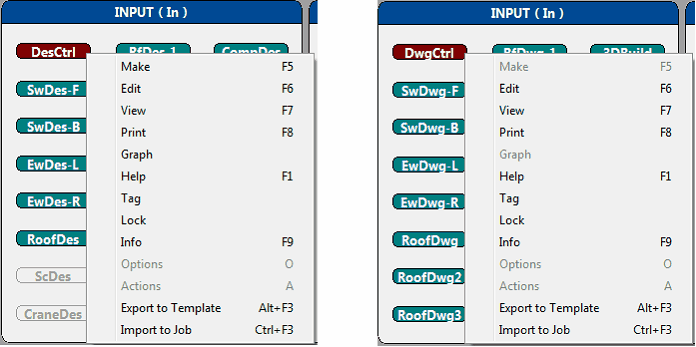 INPUT ( In )
DesCtrl RfDes-1 CompDes
SwDes-F
SwDes-B
EwDes-L
EwDes-R
RoofDes
ScDes
CraneDes
Make F5
Edit F6
View F7
Print F8
Graph
Help F1
Tag
Lock
Info F9
Options O
Actions A
Export to Template Alt+F3
Import to Job Ctrl+F3
INPUT ( In )
DwgCtrl RfDwg-1 3DBuild
SwDwg-F
SwDwg-B
EwDwg-L
EwDwg-R
RoofDwg
RoofDwg2
RoofDwg3
Make F5
Edit F6
View F7
Print F8
Graph
Help F1
Tag
Lock
Info F9
Options O
Actions A
Export to Template Alt+F3
Import to Job Ctrl+F3